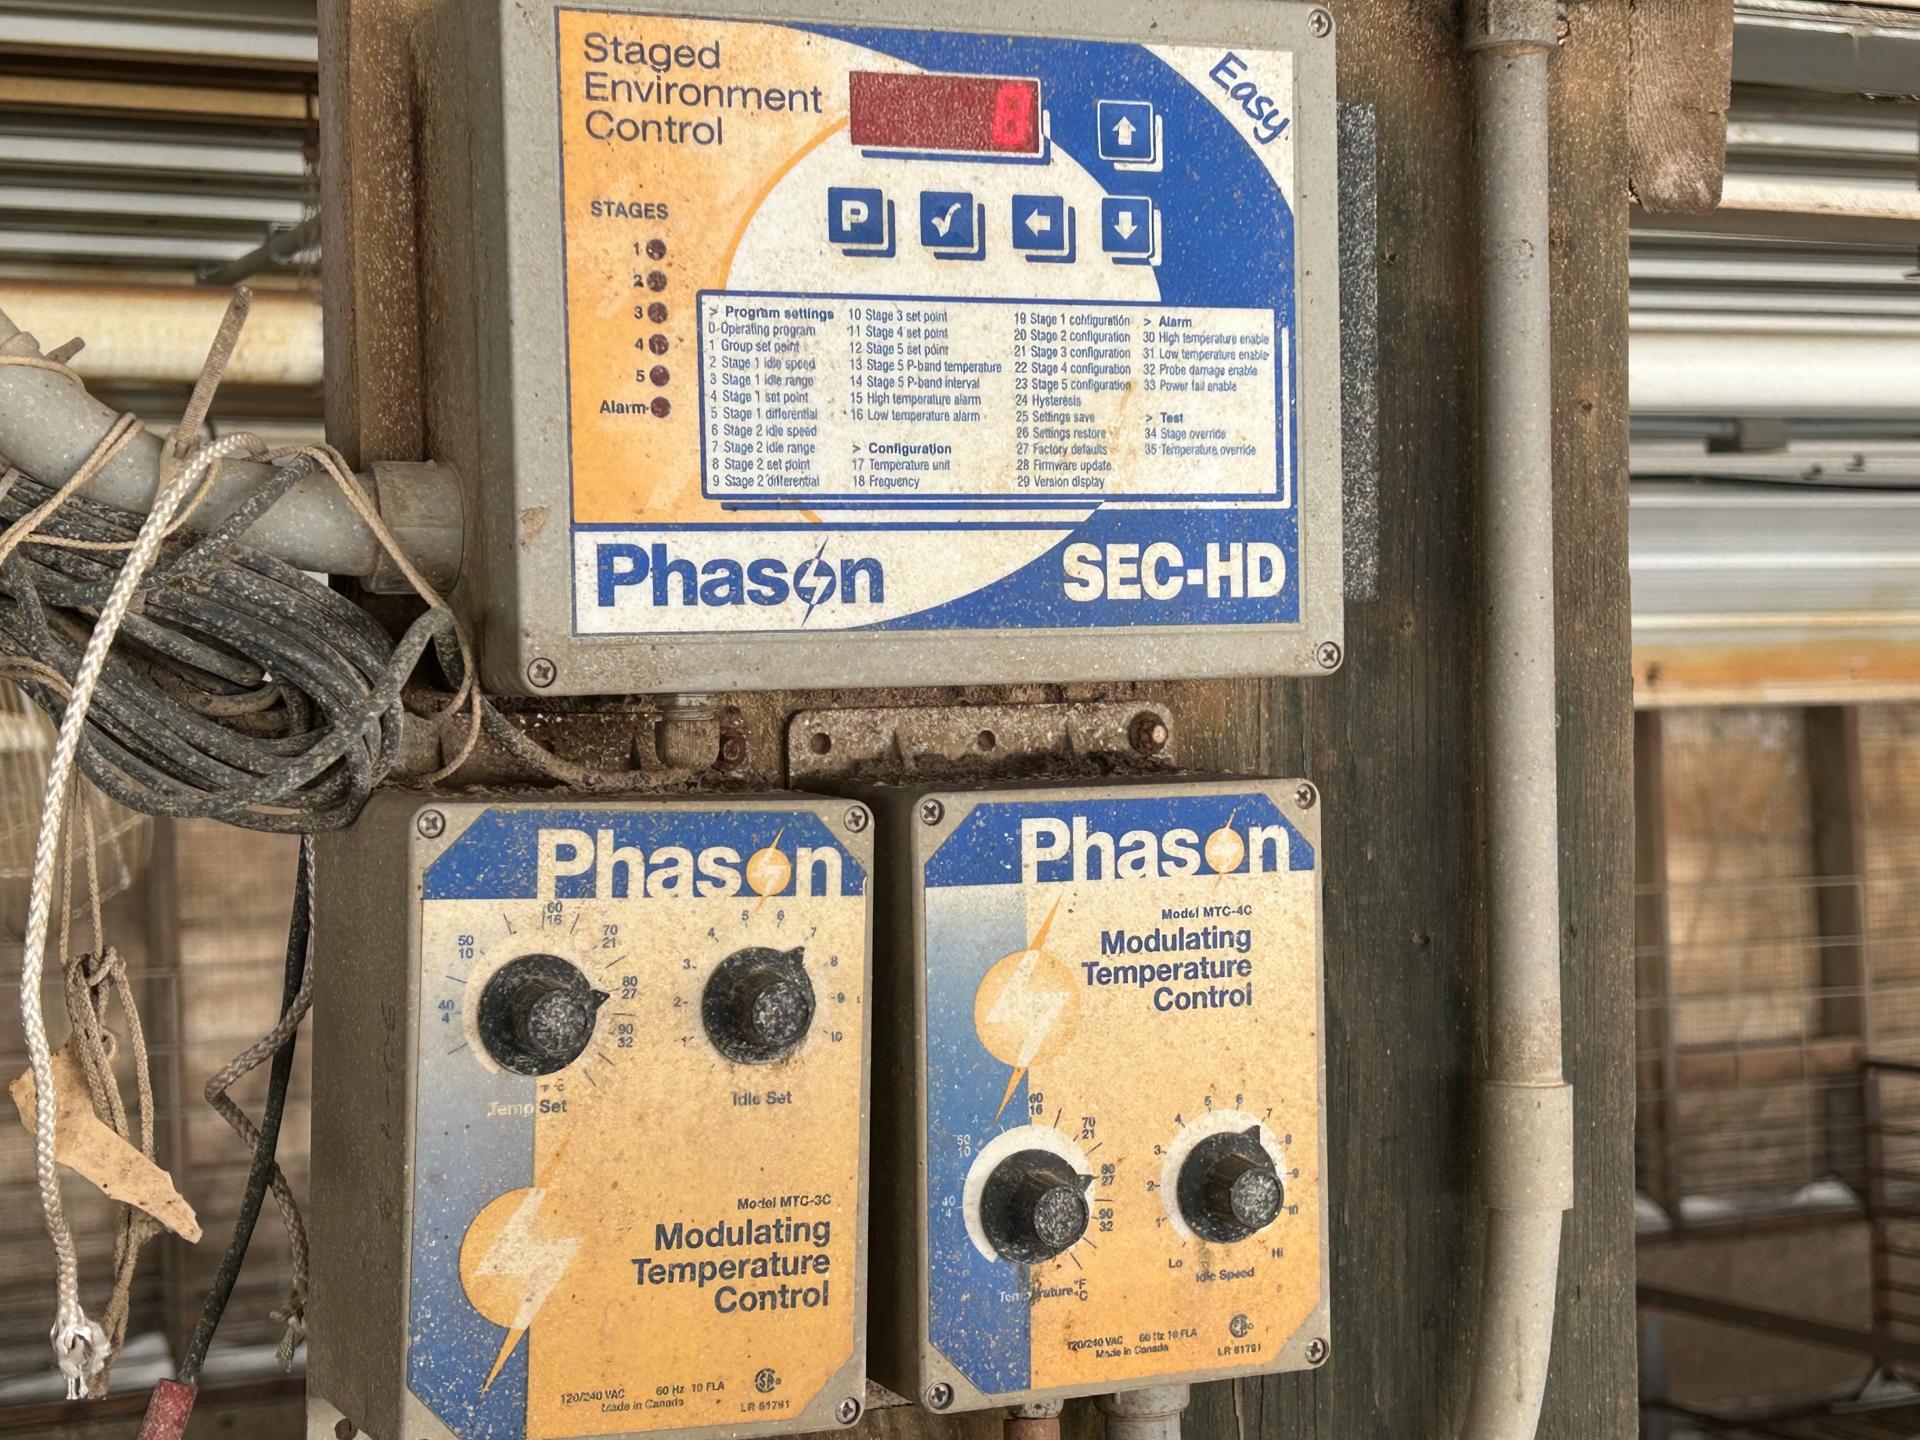 Staged
Environment
Control
Easy
8
P
STAGES
1
2
3
4
5
Alarm
> Program settings
0 Operating program
1 Group set point
2 Stage 1 idle speed
3 Stage 1 idle range
4 Stage 1 set point
5 Stage 1 differential
6 Stage 2 idle speed
7 Stage 2 idle range
8 Stage 2 set point
9 Stage 2 differential
10 Stage 3 set point
11 Stage 4 set point
12 Stage 5 set point
13 Stage 5 P-band temperature
14 Stage 5 P-band interval
15 High temperature alarm
16 Low temperature alarm
> Configuration
17 Temperature unit
18 Frequency
19 Stage 1 configuration
20 Stage 2 configuration
21 Stage 3 configuration
22 Stage 4 configuration
23 Stage 5 configuration
24 Hysterésis
25 Settings save
26 Settings restore
27 Factory defaults
28 Firmware update
29 Version display
> Alarm
30 High temperature enable
31 Low temperature enable
32 Probe damage enable
33 Power fail enable
> Test
34 Stage override
35 Temperature override
Phason
SEC-HD
Phason
40 50 60 70 80 90
4 10 16 21 27 32
°F °C
Temp Set
1 2 3 4 5 6 7 8 9 10
Idle Set
Model MTC-3C
Modulating
Temperature
Control
120/240 VAC 60 Hz 10 FLA
Made in Canada
LR 61791
Phason
Model MTC-4C
Modulating
Temperature
Control
40 50 60 70 80 90
4 10 16 21 27 32
Temperature °F
°C
1 2 3 4 5 6 7 8 9 10
Lo Hi
Idle Speed
120/240 VAC 60 Hz 10 FLA
Made in Canada
LR 61791